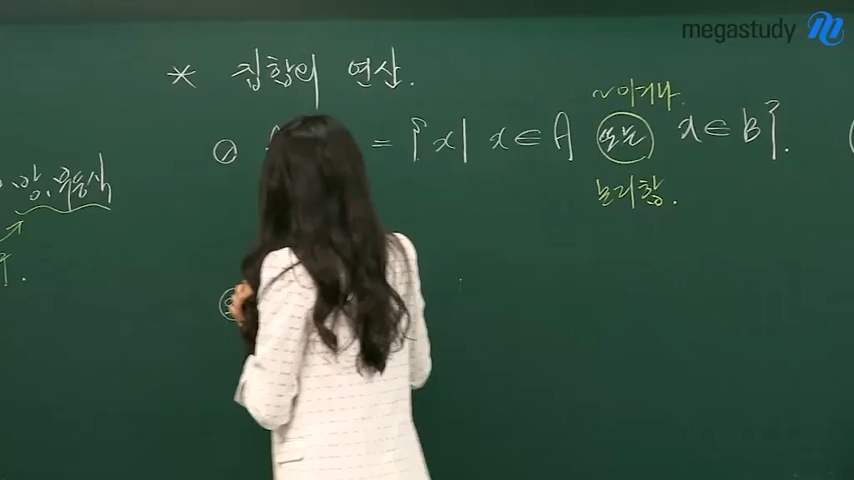 megastudy
* 집합의 연산.
~이거나.
① = {x | x∈A 또는 x∈B}.
논리합.